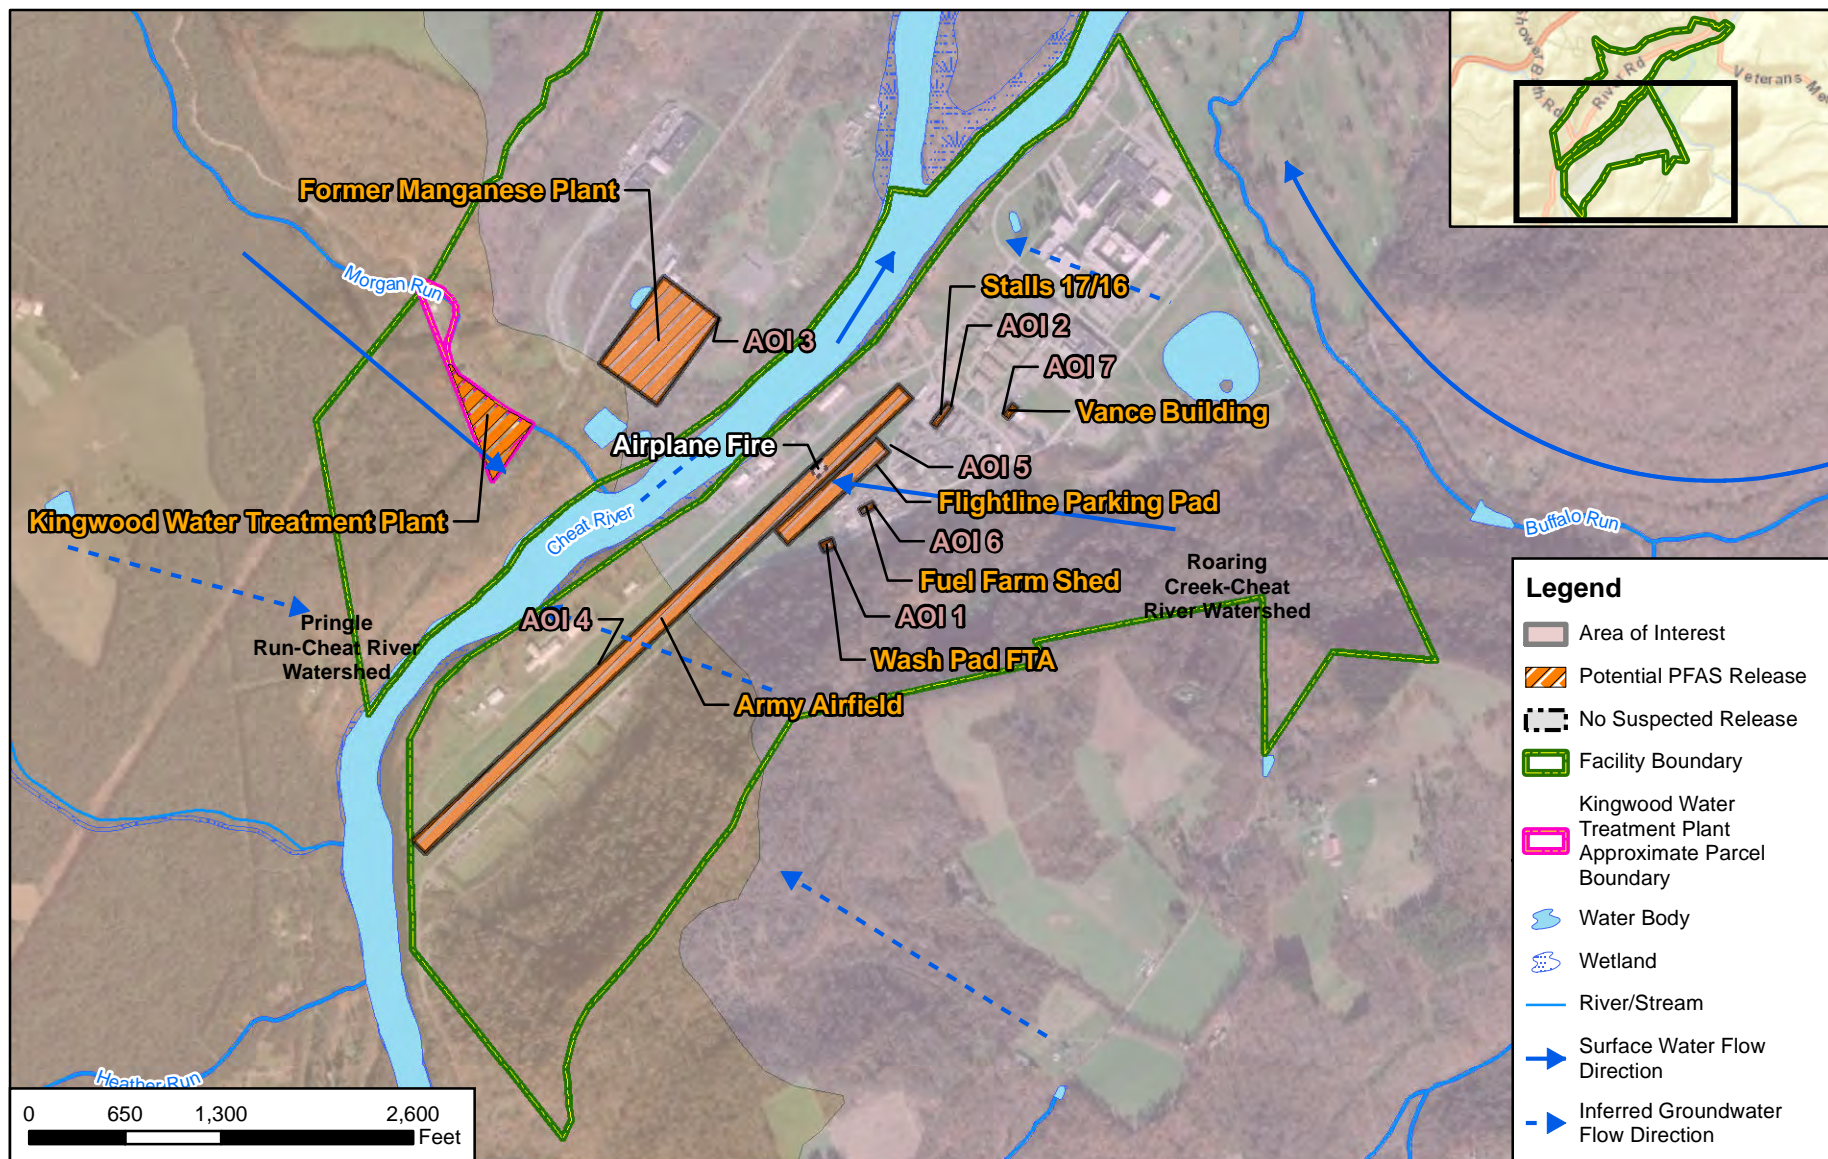 Former Manganese Plant
Morgan Run
AOI 3
Stalls 17/16
AOI 2
AOI 7
Vance Building
Airplane Fire
AOI 5
Flightline Parking Pad
Kingwood Water Treatment Plant
Cheat River
AOI 6
Fuel Farm Shed
AOI 1
Wash Pad FTA
AOI 4
Army Airfield
Pringle
Run-Cheat River
Watershed
Roaring
Creek-Cheat
River Watershed
Buffalo Run
Heather Run
River Rd
Veterans Me
0 650 1,300 2,600
Feet
Legend
Area of Interest
Potential PFAS Release
No Suspected Release
Facility Boundary
Kingwood Water
Treatment Plant
Approximate Parcel
Boundary
Water Body
Wetland
River/Stream
Surface Water Flow
Direction
Inferred Groundwater
Flow Direction